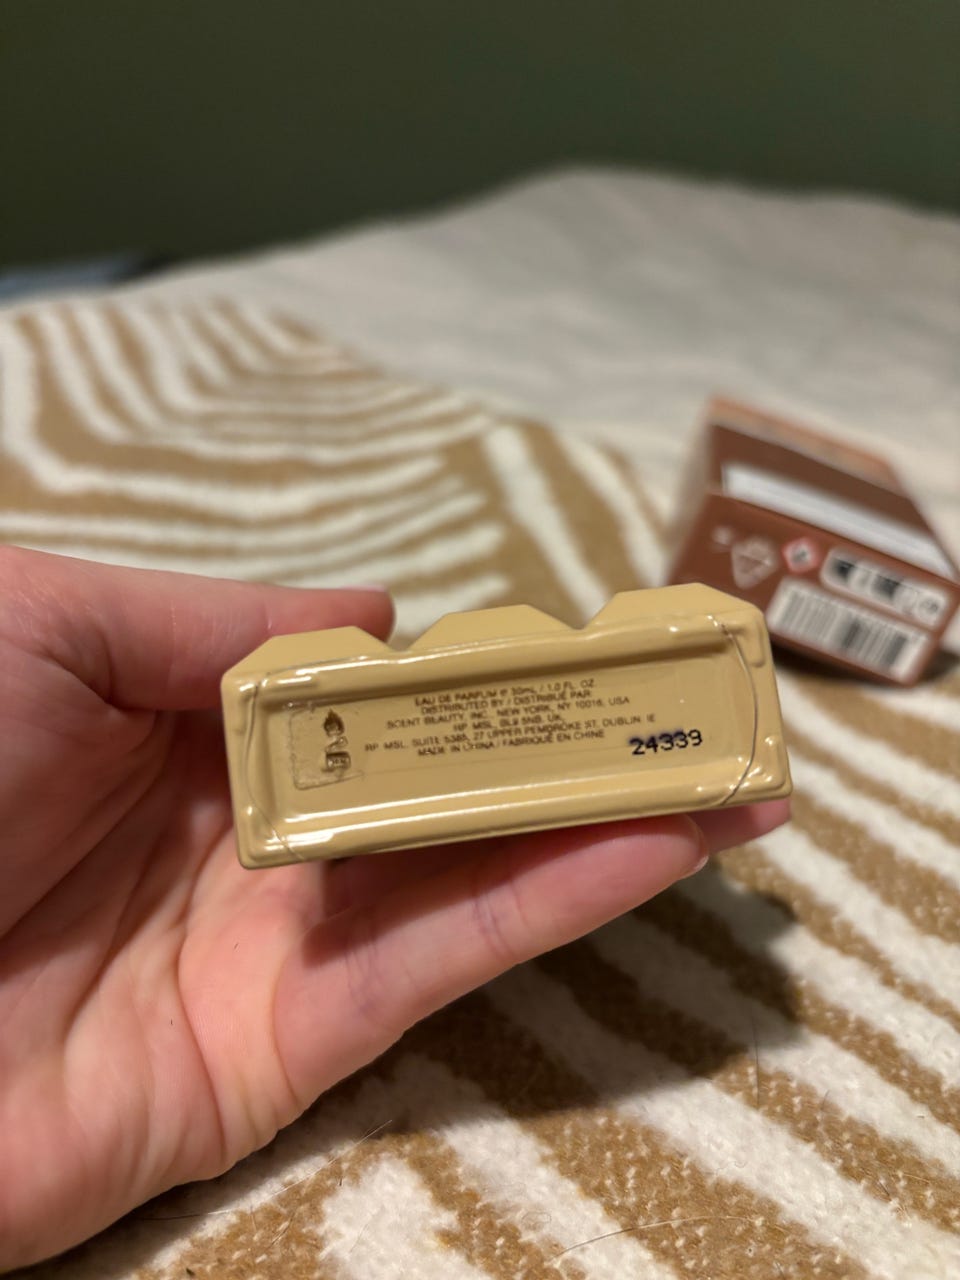 EAU DE PARFUM ℮ 30mL / 1.0 FL. OZ.
DISTRIBUTED BY / DISTRIBUÉ PAR:
SCENT BEAUTY, INC., NEW YORK, NY 10016, USA
RP MSL, BL9 5NB, UK,
RP MSL, SUITE 5385, 27 UPPER PEMBROKE ST. DUBLIN, IE
MADE IN CHINA / FABRIQUÉ EN CHINE
24339